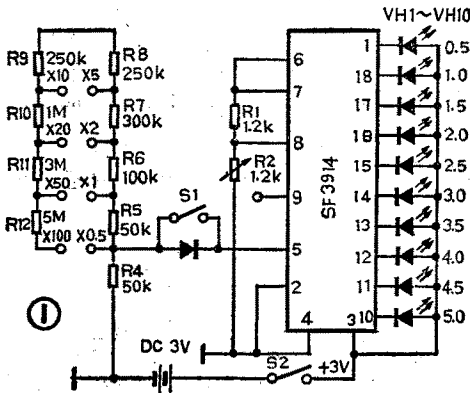 VH1～VH10
R9 250k
R8 250k
X10 X5
R10 1M
R7 300k
X20 X2
R11 3M
R6 100k
X50 X1
R12 5M
R5 50k
X100 X0.5
R4 50k
S1
R1 1.2k
R2 1.2k
SF3914
6
7
8
9
5
2
4
3
1 0.5
18 1.0
17 1.5
18 2.0
15 2.5
14 3.0
13 3.5
12 4.0
11 4.5
10 5.0
①
DC 3V
S2
+3V